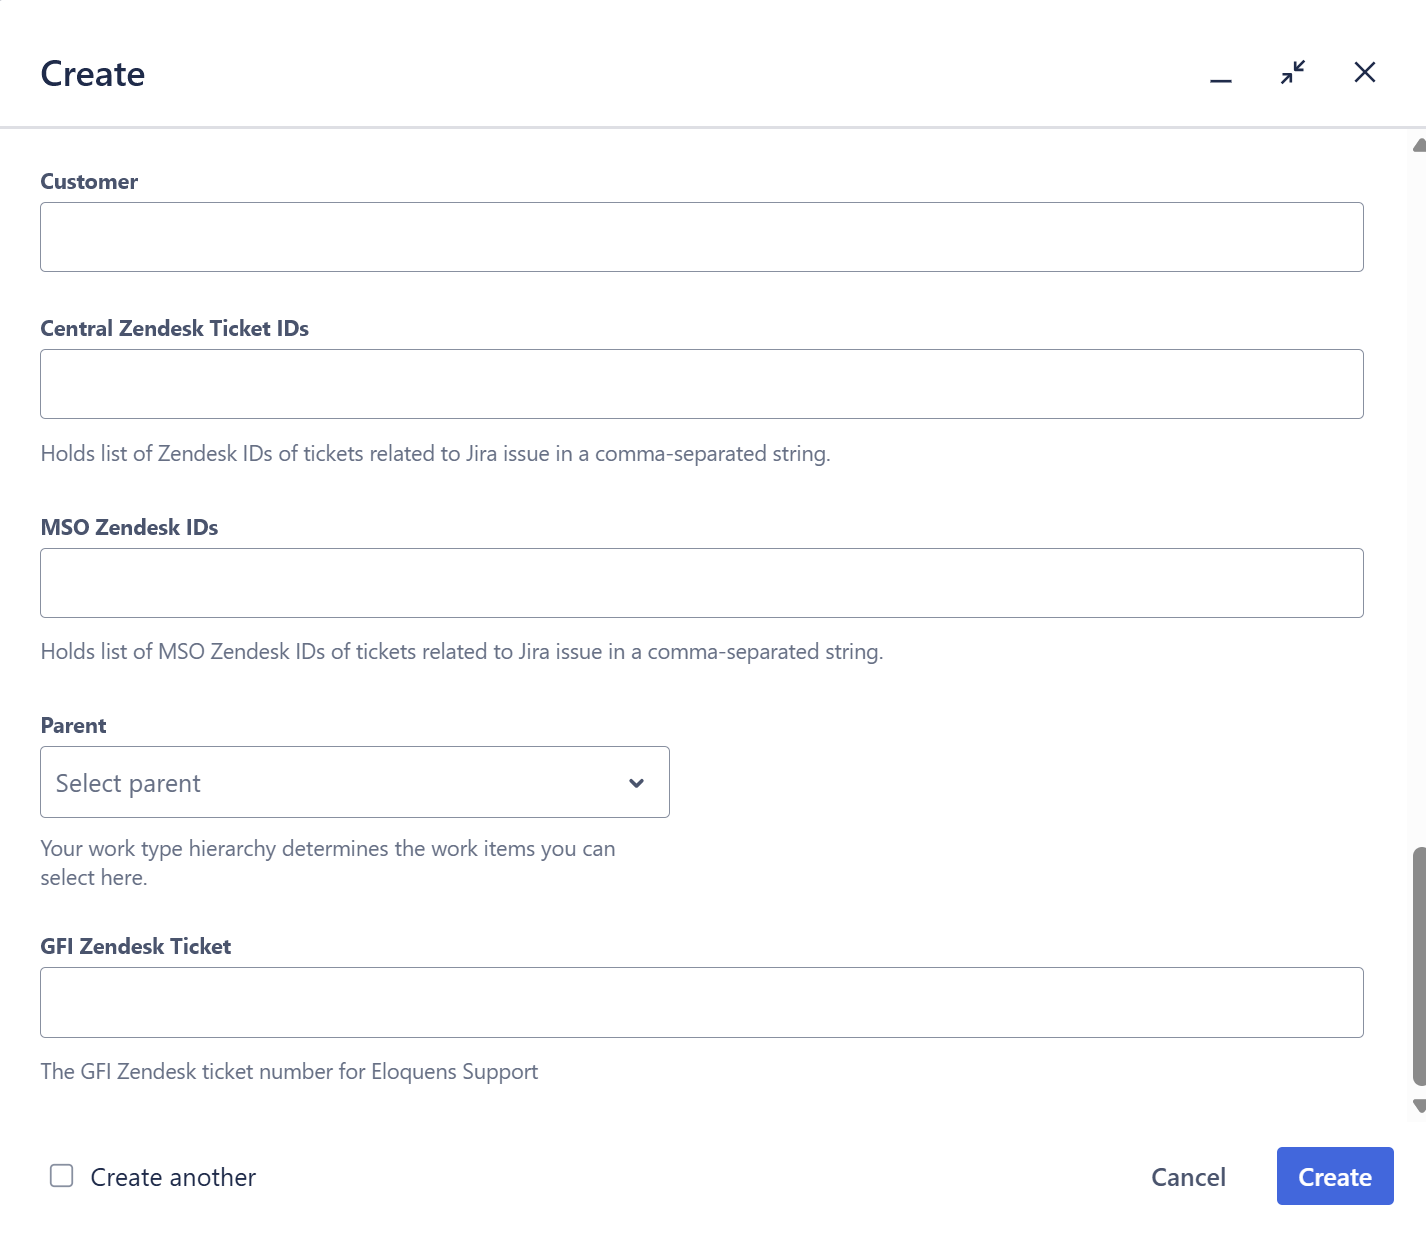 Create
Customer
Central Zendesk Ticket IDs
Holds list of Zendesk IDs of tickets related to Jira issue in a comma-separated string.
MSO Zendesk IDs
Holds list of MSO Zendesk IDs of tickets related to Jira issue in a comma-separated string.
Parent
Select parent
Your work type hierarchy determines the work items you can
select here.
GFI Zendesk Ticket
The GFI Zendesk ticket number for Eloquens Support
Create another
Cancel
Create